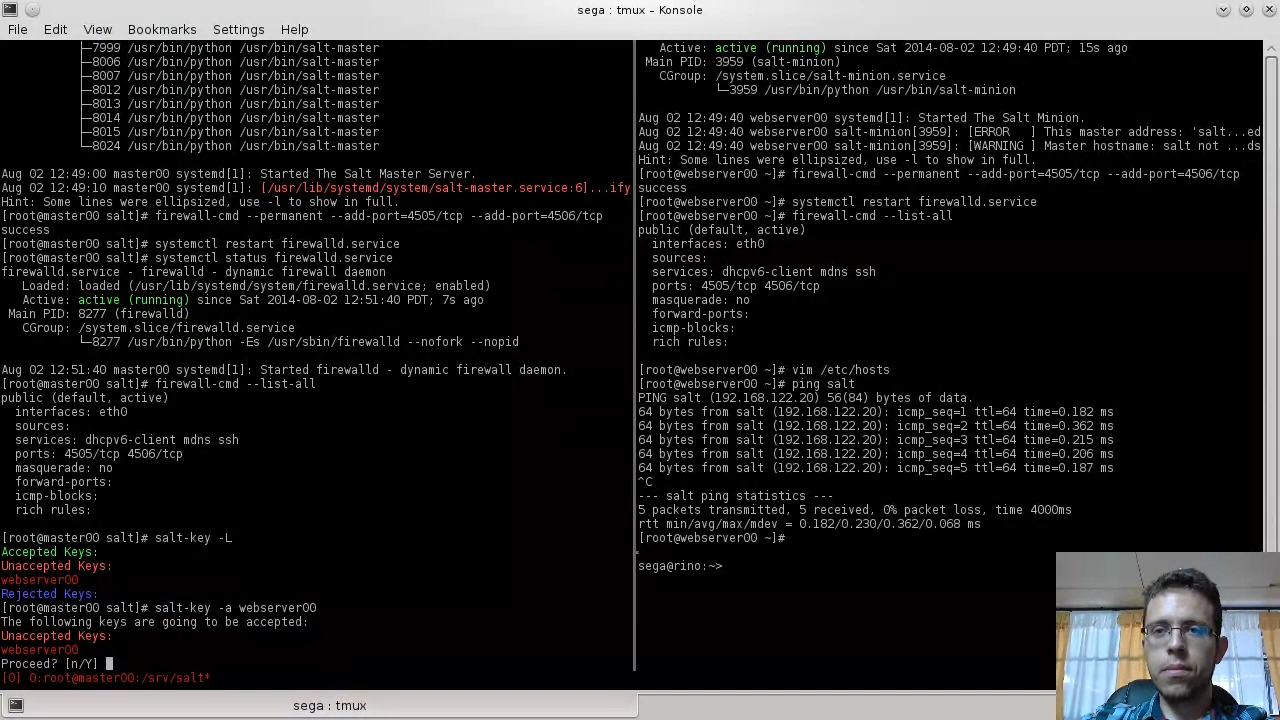 sega : tmux – Konsole
File Edit View Bookmarks Settings Help
├─7999 /usr/bin/python /usr/bin/salt-master
├─8006 /usr/bin/python /usr/bin/salt-master
├─8007 /usr/bin/python /usr/bin/salt-master
├─8012 /usr/bin/python /usr/bin/salt-master
├─8013 /usr/bin/python /usr/bin/salt-master
├─8014 /usr/bin/python /usr/bin/salt-master
├─8015 /usr/bin/python /usr/bin/salt-master
└─8024 /usr/bin/python /usr/bin/salt-master
Aug 02 12:49:00 master00 systemd[1]: Started The Salt Master Server.
Aug 02 12:49:10 master00 systemd[1]: [/usr/lib/systemd/system/salt-master.service:6]...ify
Hint: Some lines were ellipsized, use -l to show in full.
[root@master00 salt]# firewall-cmd --permanent --add-port=4505/tcp --add-port=4506/tcp
success
[root@master00 salt]# systemctl restart firewalld.service
[root@master00 salt]# systemctl status firewalld.service
firewalld.service - firewalld - dynamic firewall daemon
Loaded: loaded (/usr/lib/systemd/system/firewalld.service; enabled)
Active: active (running) since Sat 2014-08-02 12:51:40 PDT; 7s ago
Main PID: 8277 (firewalld)
CGroup: /system.slice/firewalld.service
└─8277 /usr/bin/python -Es /usr/sbin/firewalld --nofork --nopid
Aug 02 12:51:40 master00 systemd[1]: Started firewalld - dynamic firewall daemon.
[root@master00 salt]# firewall-cmd --list-all
public (default, active)
interfaces: eth0
sources:
services: dhcpv6-client mdns ssh
ports: 4505/tcp 4506/tcp
masquerade: no
forward-ports:
icmp-blocks:
rich rules:
[root@master00 salt]# salt-key -L
Accepted Keys:
Unaccepted Keys:
webserver00
Rejected Keys:
[root@master00 salt]# salt-key -a webserver00
The following keys are going to be accepted:
Unaccepted Keys:
webserver00
Proceed? [n/Y]
[0] 0:root@master00:/srv/salt*
Active: active (running) since Sat 2014-08-02 12:49:40 PDT; 15s ago
Main PID: 3959 (salt-minion)
CGroup: /system.slice/salt-minion.service
└─3959 /usr/bin/python /usr/bin/salt-minion
Aug 02 12:49:40 webserver00 systemd[1]: Started The Salt Minion.
Aug 02 12:49:40 webserver00 salt-minion[3959]: [ERROR   ] This master address: 'salt...ed
Aug 02 12:49:40 webserver00 salt-minion[3959]: [WARNING ] Master hostname: salt not ...ds
Hint: Some lines were ellipsized, use -l to show in full.
[root@webserver00 ~]# firewall-cmd --permanent --add-port=4505/tcp --add-port=4506/tcp
success
[root@webserver00 ~]# systemctl restart firewalld.service
[root@webserver00 ~]# firewall-cmd --list-all
public (default, active)
interfaces: eth0
sources:
services: dhcpv6-client mdns ssh
ports: 4505/tcp 4506/tcp
masquerade: no
forward-ports:
icmp-blocks:
rich rules:
[root@webserver00 ~]# vim /etc/hosts
[root@webserver00 ~]# ping salt
PING salt (192.168.122.20) 56(84) bytes of data.
64 bytes from salt (192.168.122.20): icmp_seq=1 ttl=64 time=0.182 ms
64 bytes from salt (192.168.122.20): icmp_seq=2 ttl=64 time=0.362 ms
64 bytes from salt (192.168.122.20): icmp_seq=3 ttl=64 time=0.215 ms
64 bytes from salt (192.168.122.20): icmp_seq=4 ttl=64 time=0.206 ms
64 bytes from salt (192.168.122.20): icmp_seq=5 ttl=64 time=0.187 ms
^C
--- salt ping statistics ---
5 packets transmitted, 5 received, 0% packet loss, time 4000ms
rtt min/avg/max/mdev = 0.182/0.230/0.362/0.068 ms
[root@webserver00 ~]#
sega@rino:~>
sega : tmux